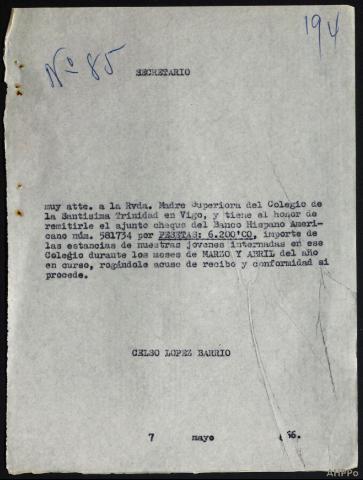 Nº 85
194
SECRETARIO
muy atte. a la Rvda. Madre Superiora del Colegio de
la Santisima Trinidad en Vigo, y tiene el honor de
remitirle el ajunto cheque del Banco Hispano Ameri-
cano núm. 581734 por PESETAS: 6.200'00, importe de
las estancias de nuestras jovenes internadas en ese
Colegio durante los meses de MARZO Y ABRIL del año
en curso, rogándole acuse de recibo y conformidad si
procede.
CELSO LOPEZ BARRIO
7 mayo 66.
AHPPo